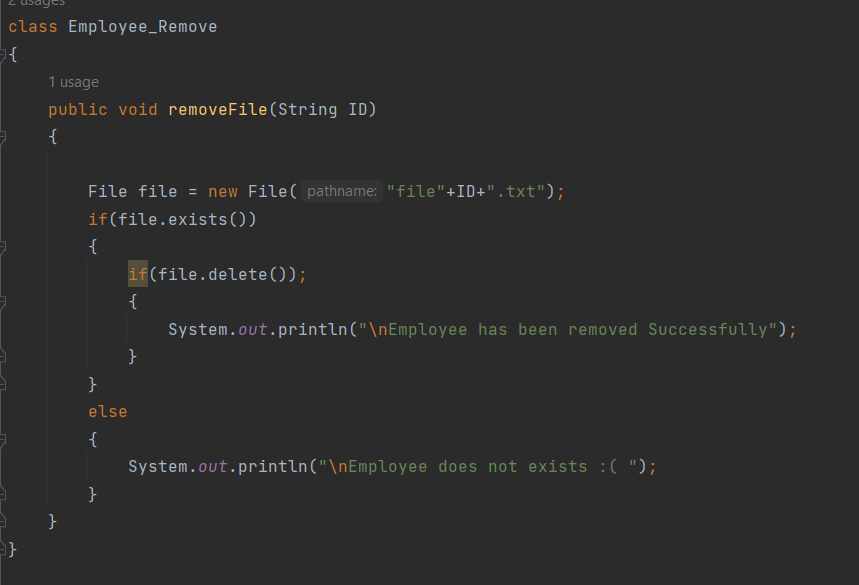 2 usages
class Employee_Remove
{
1 usage
public void removeFile(String ID)
{
File file = new File( pathname: "file"+ID+".txt");
if(file.exists())
{
if(file.delete());
{
System.out.println("\nEmployee has been removed Successfully");
}
}
else
{
System.out.println("\nEmployee does not exists :( ");
}
}
}